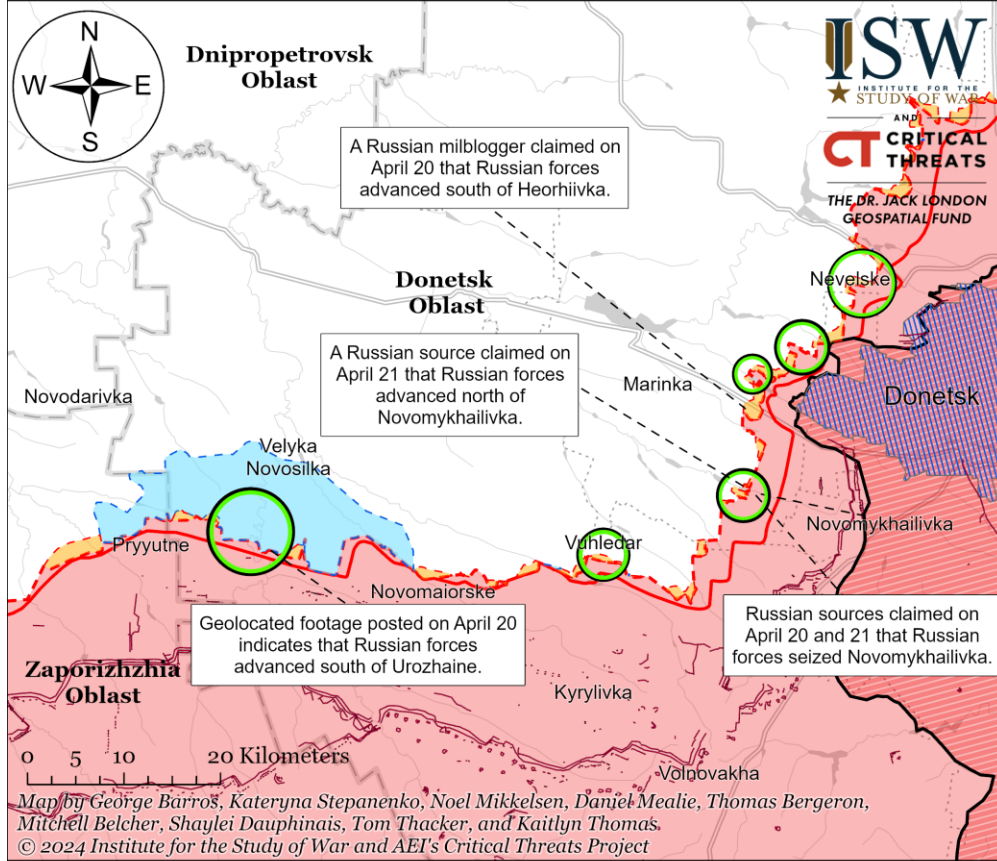 N
W
E
S
Dnipropetrovsk
Oblast
ISW
INSTITUTE FOR THE
STUDY OF WAR
AND
CT CRITICAL
THREATS
THE DR. JACK LONDON
GEOSPATIAL FUND
A Russian milblogger claimed on
April 20 that Russian forces
advanced south of Heorhiivka.
Donetsk
Oblast
Nevelske
A Russian source claimed on
April 21 that Russian forces
advanced north of
Novomykhailivka.
Marinka
Donetsk
Novodarivka
Velyka
Novosilka
Pryyutne
Vuhledar
Novomykhailivka
Novomaiorske
Geolocated footage posted on April 20
indicates that Russian forces
advanced south of Urozhaine.
Russian sources claimed on
April 20 and 21 that Russian
forces seized Novomykhailivka.
Zaporizhzhia
Oblast
Kyrylivka
Volnovakha
0 5 10 20 Kilometers
Map by George Barros, Kateryna Stepanenko, Noel Mikkelsen, Daniel Mealie, Thomas Bergeron,
Mitchell Belcher, Shaylei Dauphinais, Tom Thacker, and Kaitlyn Thomas
© 2024 Institute for the Study of War and AEI's Critical Threats Project